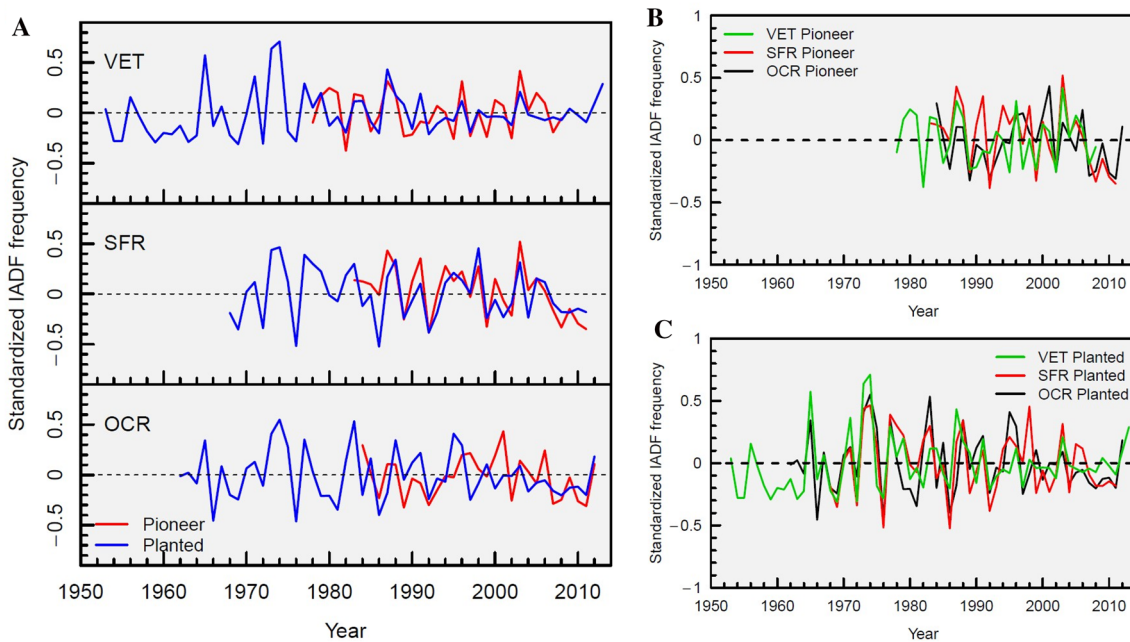 A
Standardized IADF frequency
VET
0.5
0
−0.5
SFR
0.5
0
−0.5
OCR
0.5
0
−0.5
Pioneer
Planted
1950 1960 1970 1980 1990 2000 2010
Year
B
Standardized IADF frequency
1
0.5
0
−0.5
−1
VET Pioneer
SFR Pioneer
OCR Pioneer
1950 1960 1970 1980 1990 2000 2010
Year
C
Standardized IADF frequency
1
0.5
0
−0.5
−1
VET Planted
SFR Planted
OCR Planted
1950 1960 1970 1980 1990 2000 2010
Year